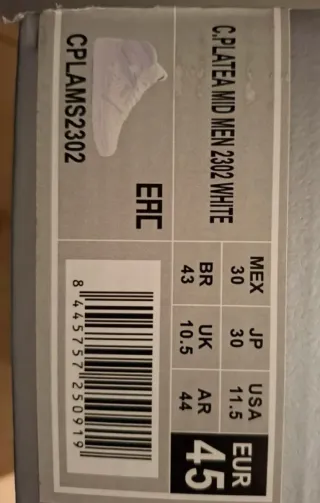 C.PLATEA MID MEN 2302 WHITE
CPLAMS2302
EAC
MEX 30
JP 30
USA 11.5
EUR 45
BR 43
UK 10.5
AR 44
8 445757 250919